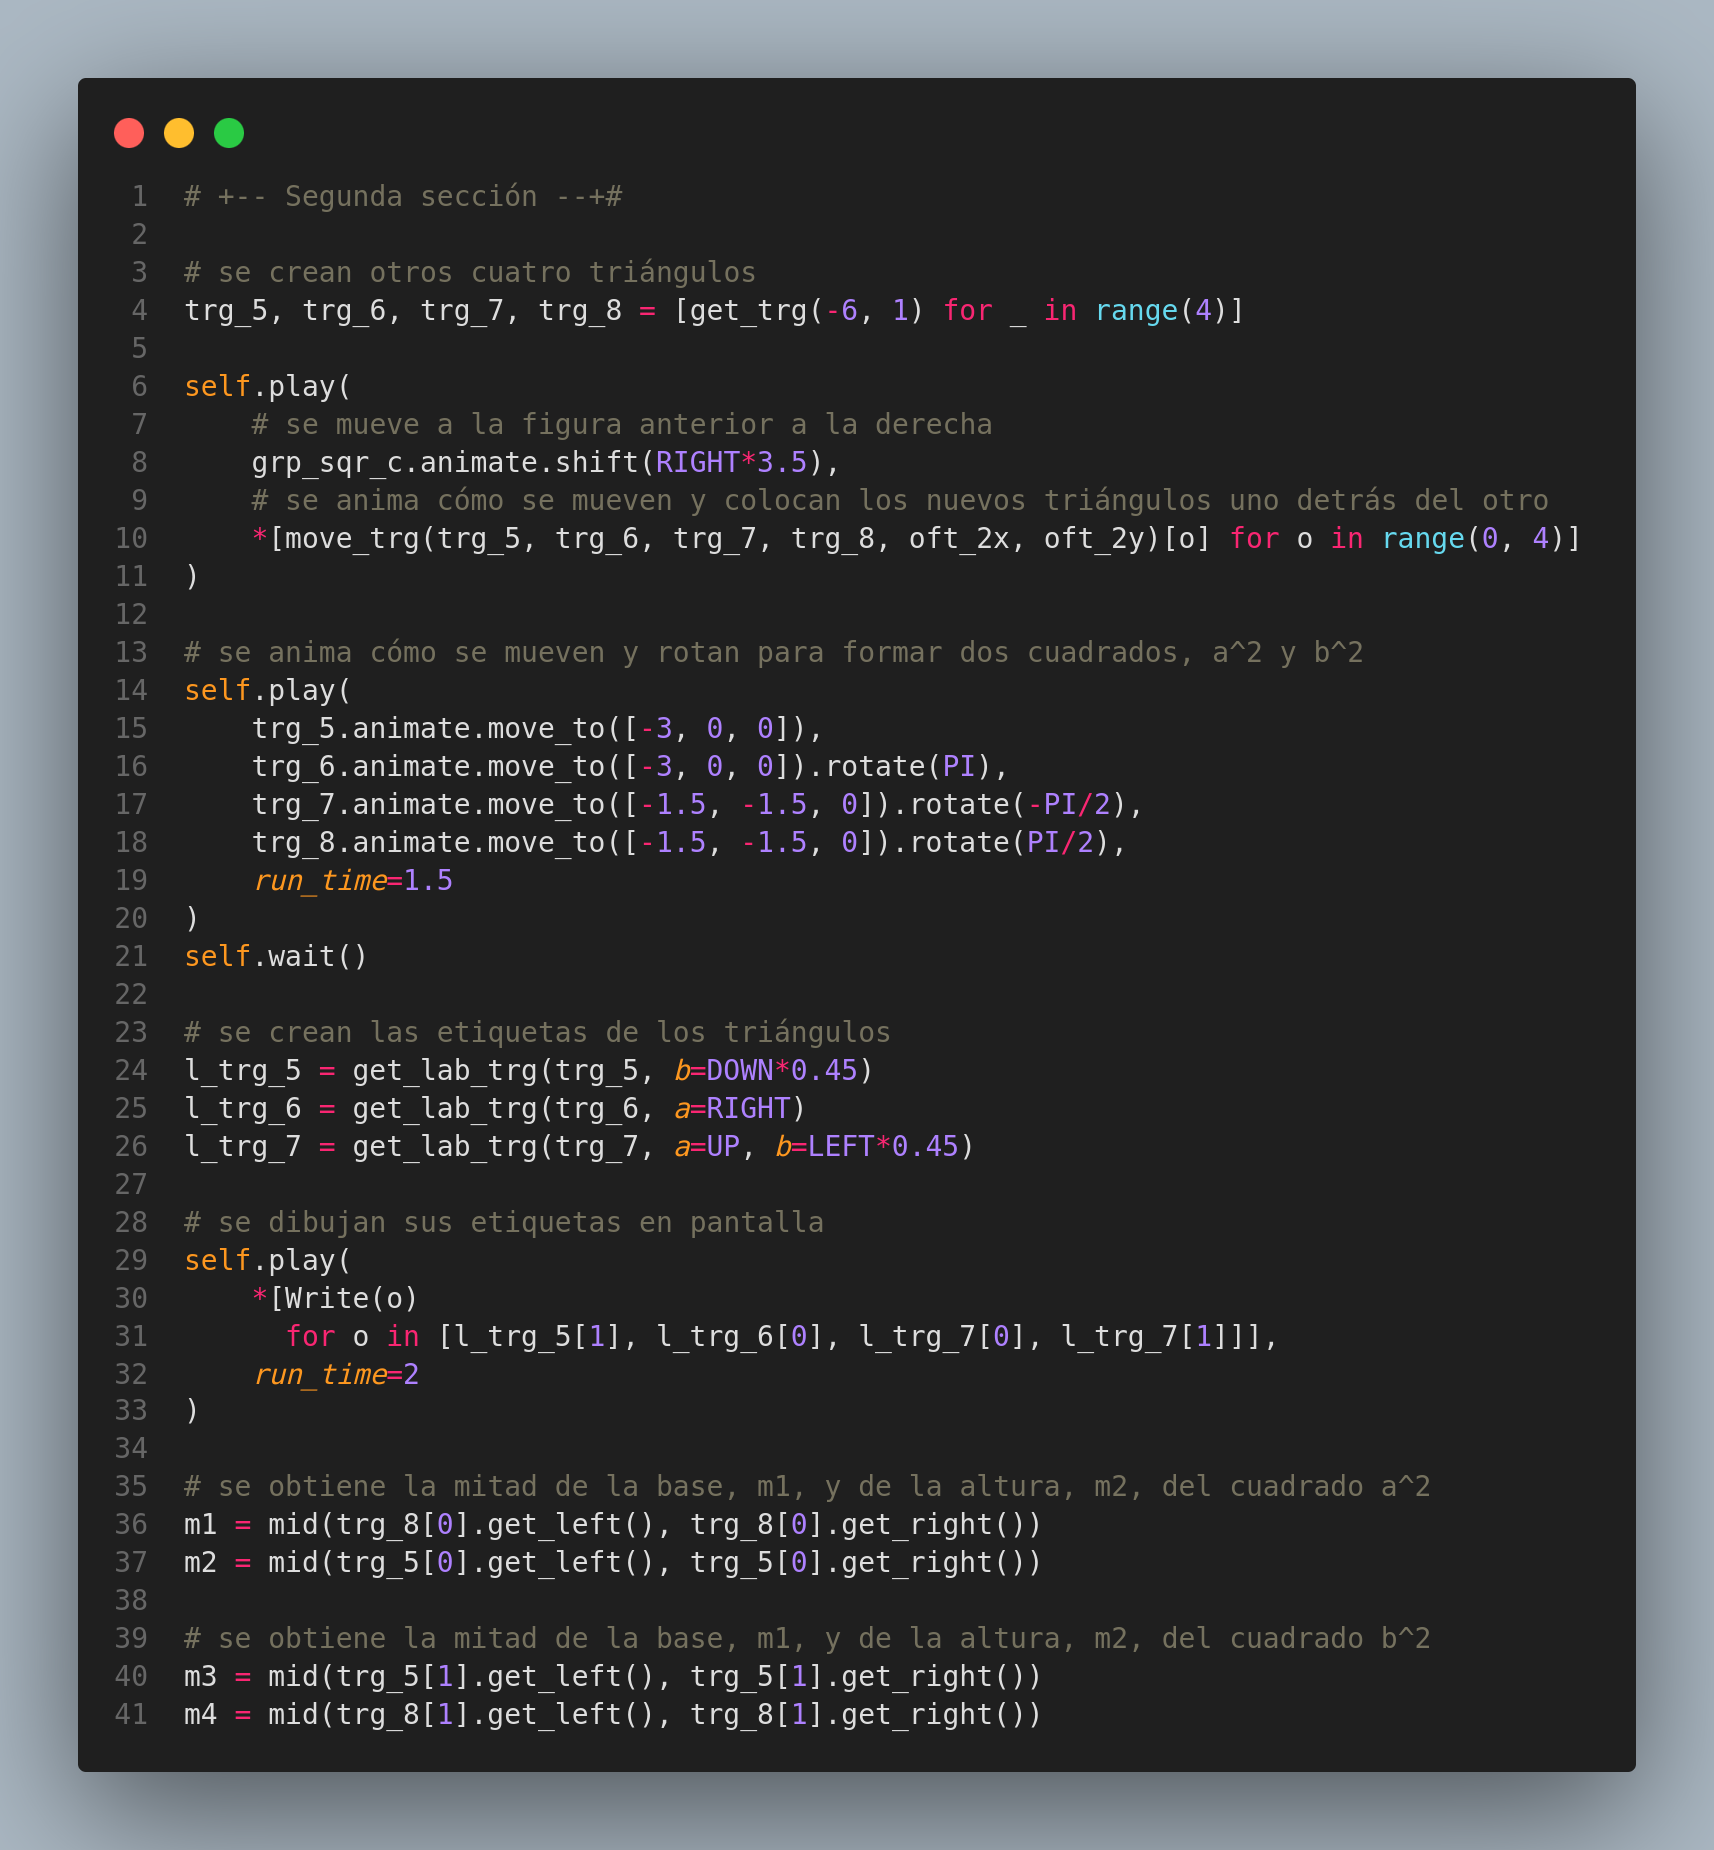 1 # +-- Segunda sección --+#
2
3 # se crean otros cuatro triángulos
4 trg_5, trg_6, trg_7, trg_8 = [get_trg(-6, 1) for _ in range(4)]
5
6 self.play(
7     # se mueve a la figura anterior a la derecha
8     grp_sqr_c.animate.shift(RIGHT*3.5),
9     # se anima cómo se mueven y colocan los nuevos triángulos uno detrás del otro
10     *[move_trg(trg_5, trg_6, trg_7, trg_8, oft_2x, oft_2y)[o] for o in range(0, 4)]
11 )
12
13 # se anima cómo se mueven y rotan para formar dos cuadrados, a^2 y b^2
14 self.play(
15     trg_5.animate.move_to([-3, 0, 0]),
16     trg_6.animate.move_to([-3, 0, 0]).rotate(PI),
17     trg_7.animate.move_to([-1.5, -1.5, 0]).rotate(-PI/2),
18     trg_8.animate.move_to([-1.5, -1.5, 0]).rotate(PI/2),
19     run_time=1.5
20 )
21 self.wait()
22
23 # se crean las etiquetas de los triángulos
24 l_trg_5 = get_lab_trg(trg_5, b=DOWN*0.45)
25 l_trg_6 = get_lab_trg(trg_6, a=RIGHT)
26 l_trg_7 = get_lab_trg(trg_7, a=UP, b=LEFT*0.45)
27
28 # se dibujan sus etiquetas en pantalla
29 self.play(
30     *[Write(o)
31       for o in [l_trg_5[1], l_trg_6[0], l_trg_7[0], l_trg_7[1]]],
32     run_time=2
33 )
34
35 # se obtiene la mitad de la base, m1, y de la altura, m2, del cuadrado a^2
36 m1 = mid(trg_8[0].get_left(), trg_8[0].get_right())
37 m2 = mid(trg_5[0].get_left(), trg_5[0].get_right())
38
39 # se obtiene la mitad de la base, m1, y de la altura, m2, del cuadrado b^2
40 m3 = mid(trg_5[1].get_left(), trg_5[1].get_right())
41 m4 = mid(trg_8[1].get_left(), trg_8[1].get_right())